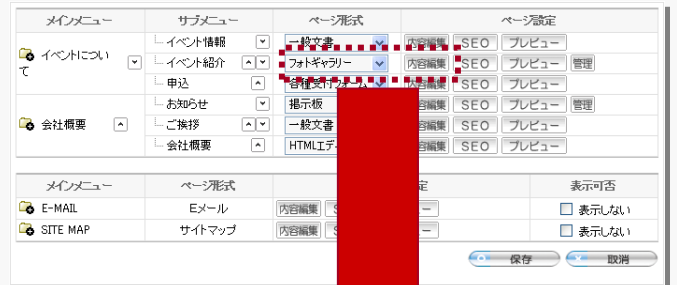 メインメニュー サブメニュー ページ形式 ページ設定
イベントについて イベント情報 一般文書 内容編集 SEO プレビュー
イベント紹介 フォトギャラリー 内容編集 SEO プレビュー 管理
申込 各種受付フォーム 内容編集 SEO プレビュー
お知らせ 掲示板 内容編集 SEO プレビュー 管理
会社概要 ご挨拶 一般文書 内容編集 SEO プレビュー
会社概要 HTMLエデ 内容編集 SEO プレビュー
メインメニュー ページ形式 定 表示可否
E-MAIL Eメール 内容編集 S ー 表示しない
SITE MAP サイトマップ 内容編集 S ー 表示しない
保存 取消